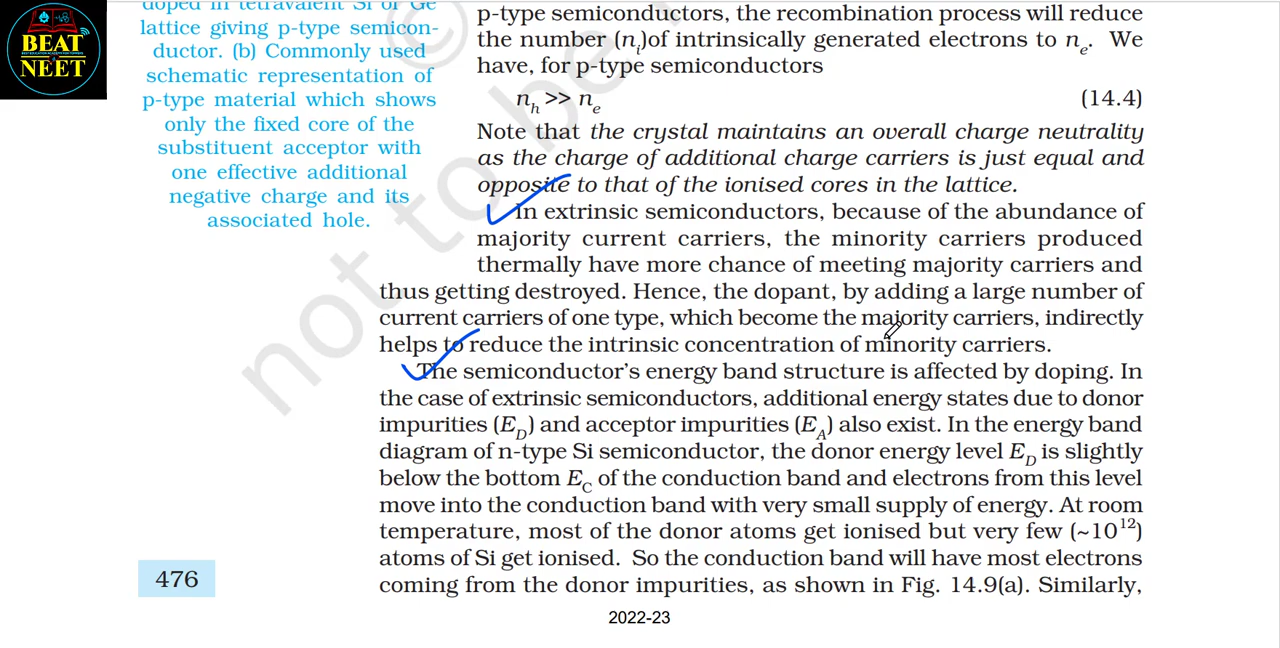 BEAT
NEET
doped in tetravalent Si or Ge
lattice giving p-type semicon-
ductor. (b) Commonly used
schematic representation of
p-type material which shows
only the fixed core of the
substituent acceptor with
one effective additional
negative charge and its
associated hole.
p-type semiconductors, the recombination process will reduce
the number (nᵢ)of intrinsically generated electrons to nₑ. We
have, for p-type semiconductors
nₕ >> nₑ (14.4)
Note that the crystal maintains an overall charge neutrality
as the charge of additional charge carriers is just equal and
opposite to that of the ionised cores in the lattice.
In extrinsic semiconductors, because of the abundance of
majority current carriers, the minority carriers produced
thermally have more chance of meeting majority carriers and
thus getting destroyed. Hence, the dopant, by adding a large number of
current carriers of one type, which become the majority carriers, indirectly
helps to reduce the intrinsic concentration of minority carriers.
The semiconductor's energy band structure is affected by doping. In
the case of extrinsic semiconductors, additional energy states due to donor
impurities (E_D) and acceptor impurities (E_A) also exist. In the energy band
diagram of n-type Si semiconductor, the donor energy level E_D is slightly
below the bottom E_C of the conduction band and electrons from this level
move into the conduction band with very small supply of energy. At room
temperature, most of the donor atoms get ionised but very few (~10¹²)
atoms of Si get ionised. So the conduction band will have most electrons
coming from the donor impurities, as shown in Fig. 14.9(a). Similarly,
476
2022-23
© not to be